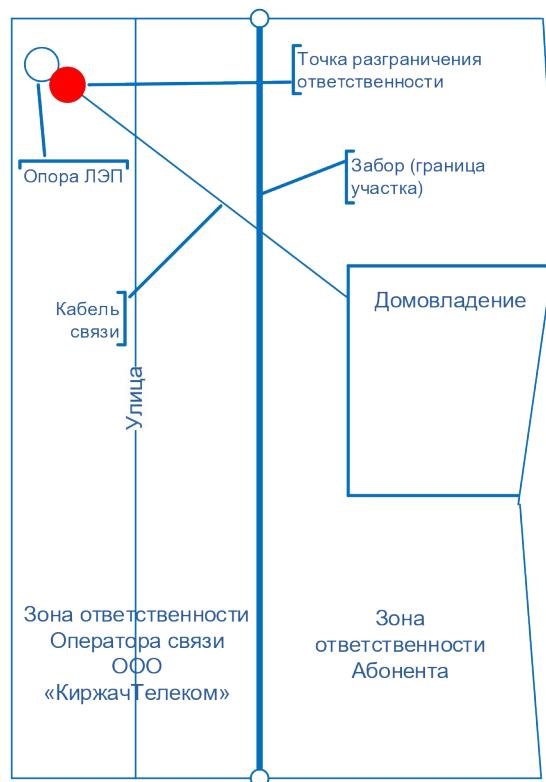 Точка разграничения
ответственности
Опора ЛЭП
Забор (граница
участка)
Кабель
связи
Домовладение
Улица
Зона ответственности
Оператора связи
ООО
«КиржачТелеком»
Зона
ответственности
Абонента